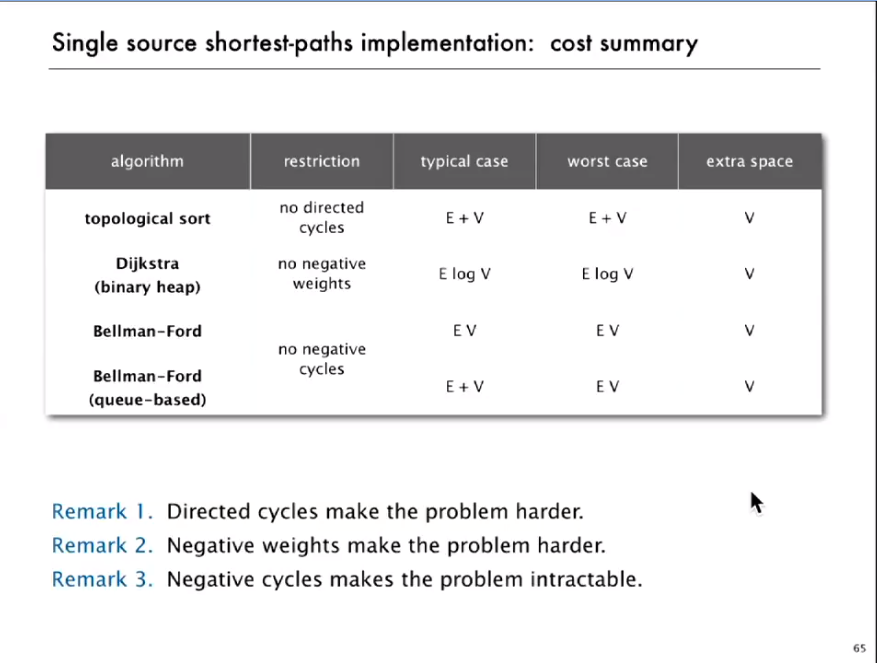 Single source shortest-paths implementation: cost summary
algorithm restriction typical case worst case extra space
topological sort no directed cycles E + V E + V V
Dijkstra (binary heap) no negative weights E log V E log V V
Bellman-Ford no negative cycles E V E V V
Bellman-Ford (queue-based) E + V E V V
Remark 1. Directed cycles make the problem harder.
Remark 2. Negative weights make the problem harder.
Remark 3. Negative cycles makes the problem intractable.
65